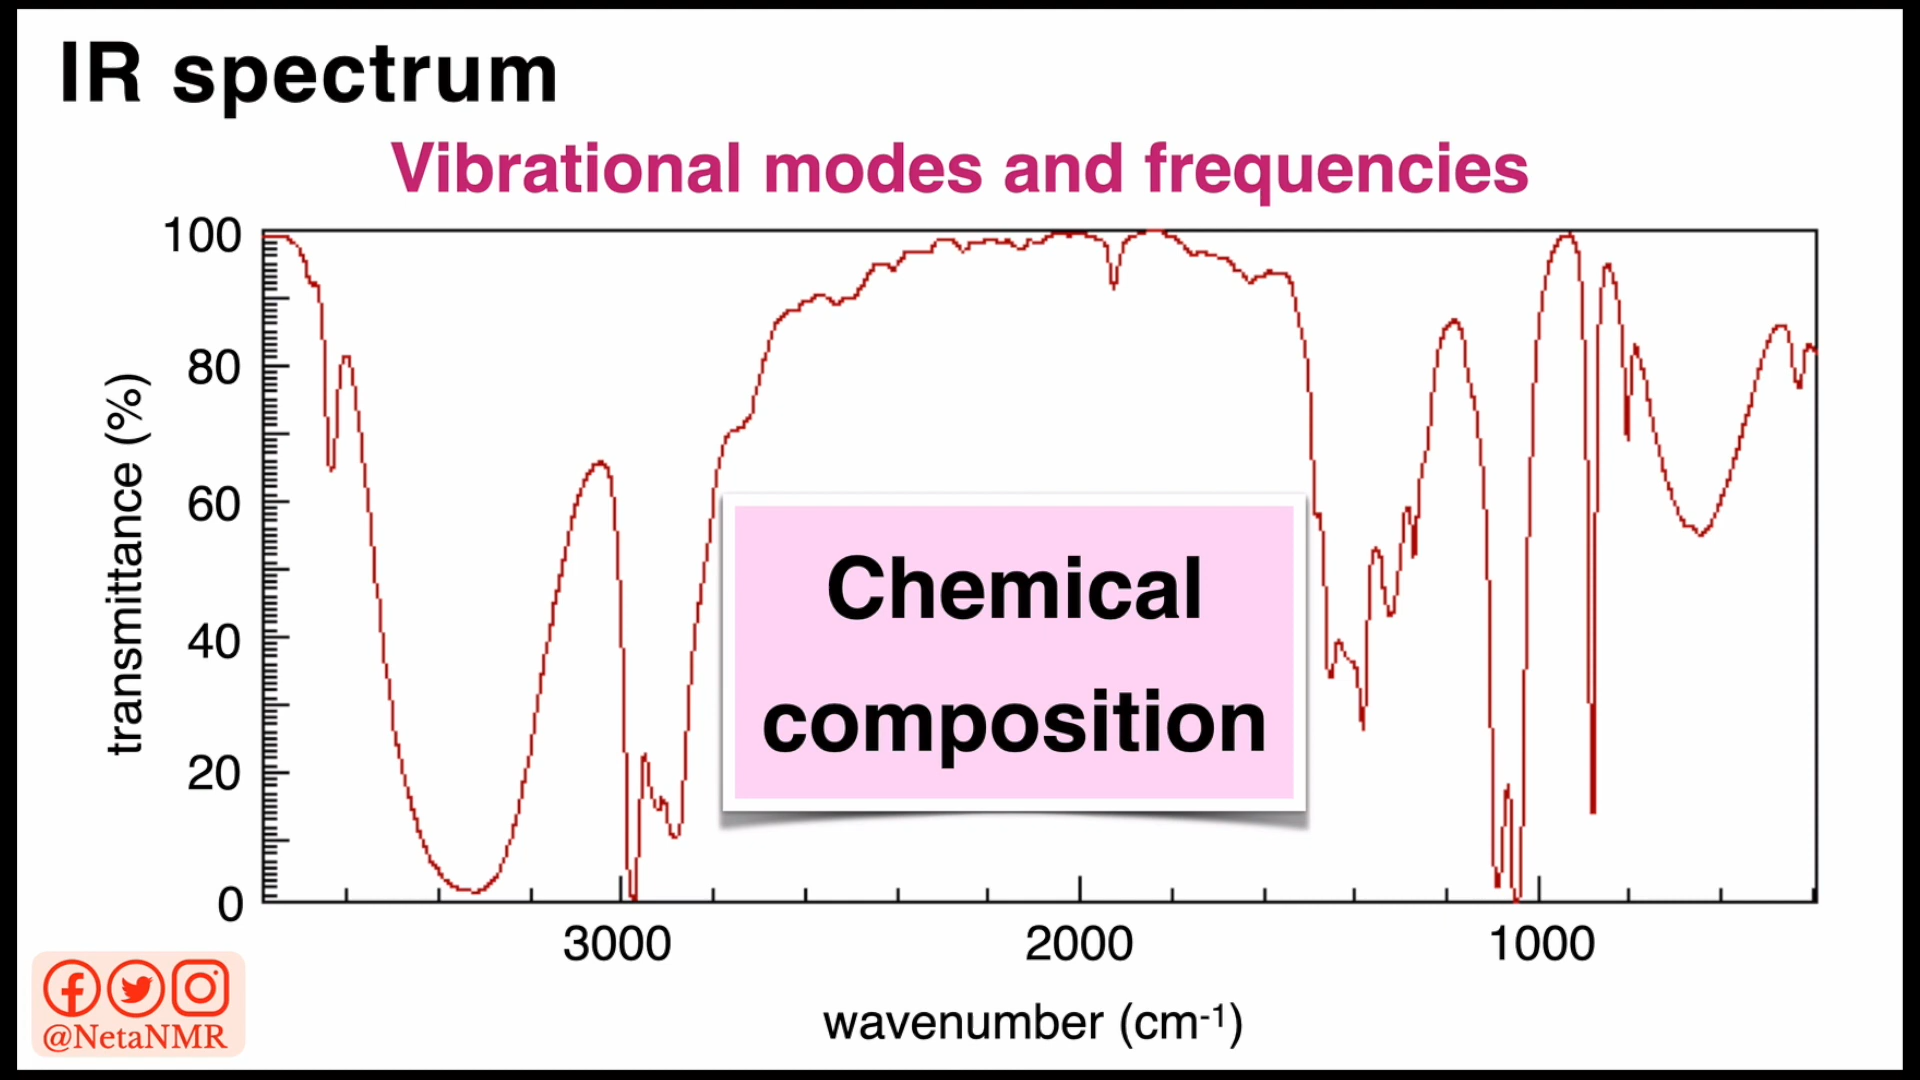 IR spectrum
Vibrational modes and frequencies
100
80
60
40
20
0
transmittance (%)
Chemical
composition
3000 2000 1000
wavenumber (cm-1)
@NetaNMR